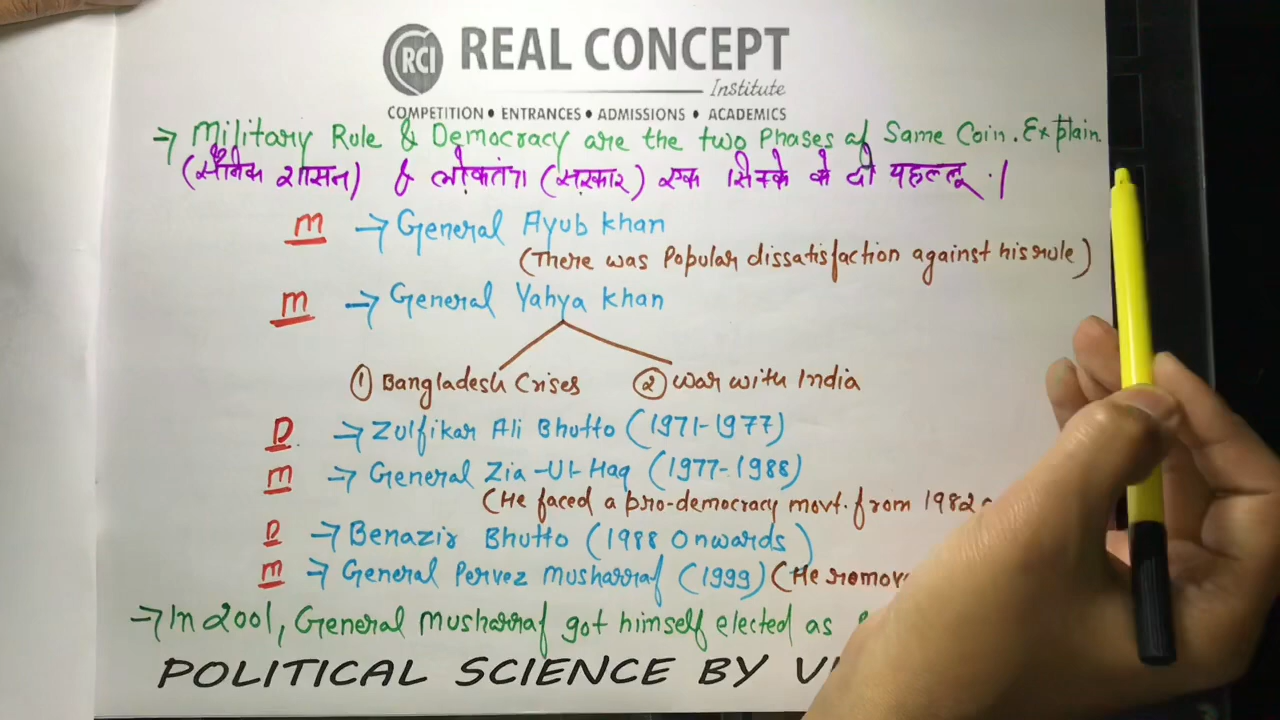 RCI REAL CONCEPT
Institute
COMPETITION • ENTRANCES • ADMISSIONS • ACADEMICS
→ Military Rule & Democracy are the two Phases of Same Coin. Explain
(सैनिक शासन) & लोकतंत्र (सरकार) एक सिक्के के दो पहल्लू.।
M → General Ayub khan
(There was Popular dissatisfaction against his rule)
M → General Yahya khan
① Bangladesh Crises ② war with India
D → Zulfikar Ali Bhutto (1971-1977)
M → General Zia-Ul-Haq (1977-1988)
(He faced a pro-democracy movt. from 1982
D → Benazir Bhutto (1988 Onwards)
M → General Pervez Musharraf (1999) (He remov
→ In 2001, General Musharraf got himself elected as
POLITICAL SCIENCE BY